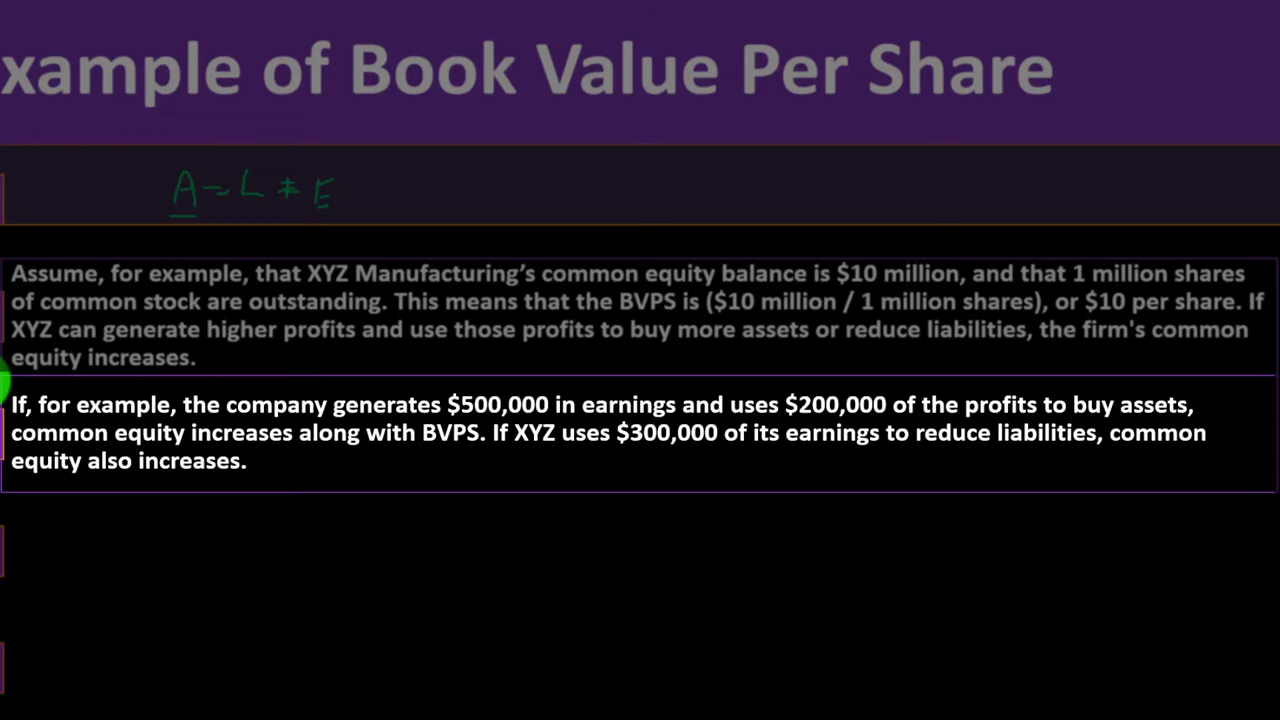 xample of Book Value Per Share
A = L + E
Assume, for example, that XYZ Manufacturing’s common equity balance is $10 million, and that 1 million shares
of common stock are outstanding. This means that the BVPS is ($10 million / 1 million shares), or $10 per share. If
XYZ can generate higher profits and use those profits to buy more assets or reduce liabilities, the firm's common
equity increases.
If, for example, the company generates $500,000 in earnings and uses $200,000 of the profits to buy assets,
common equity increases along with BVPS. If XYZ uses $300,000 of its earnings to reduce liabilities, common
equity also increases.